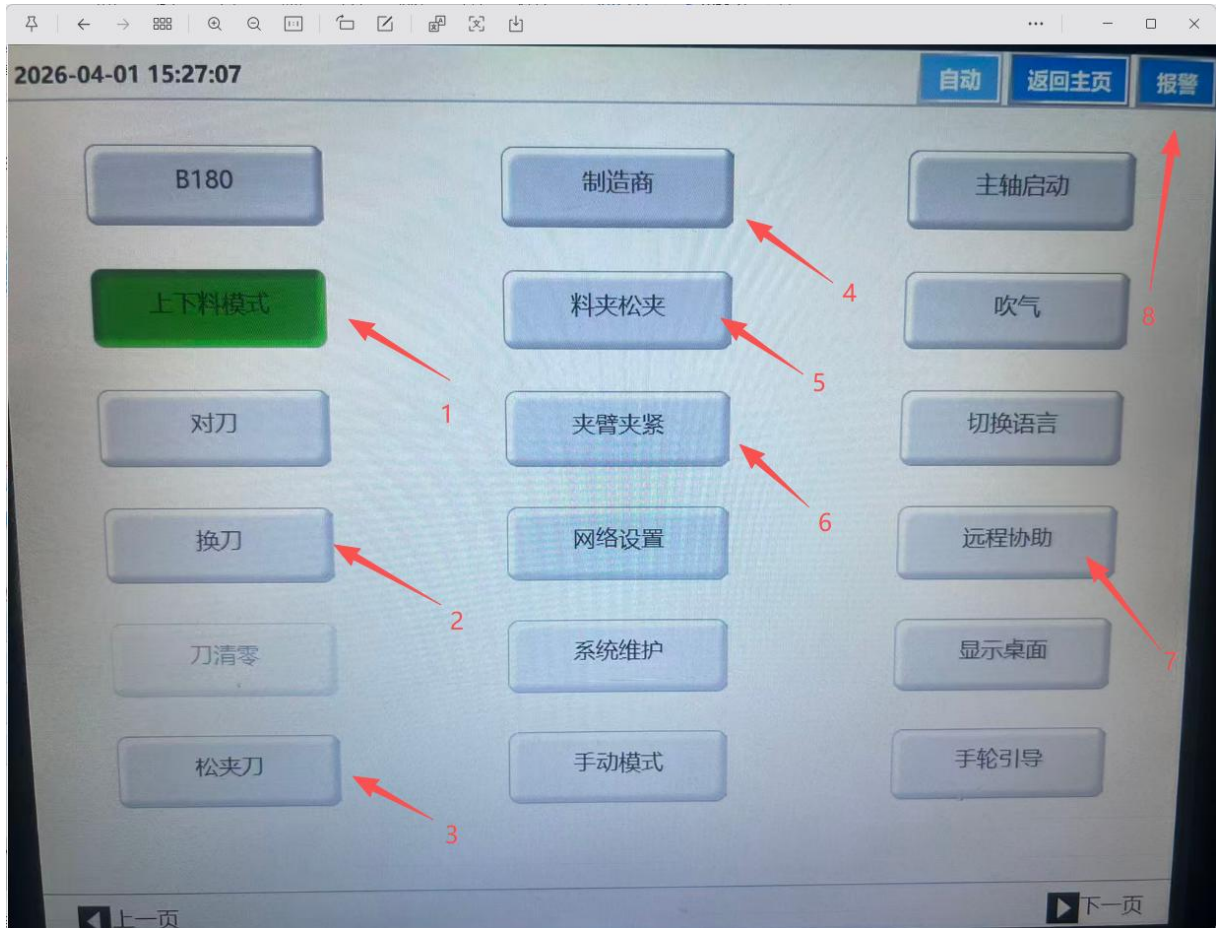 2026-04-01 15:27:07
自动
返回主页
报警
B180
制造商
主轴启动
上下料模式
料夹松夹
吹气
8
4
对刀
1
夹臂夹紧
5
切换语言
换刀
网络设置
6
远程协助
2
刀清零
系统维护
显示桌面
7
松夹刀
手动模式
手轮引导
3
上一页
下一页